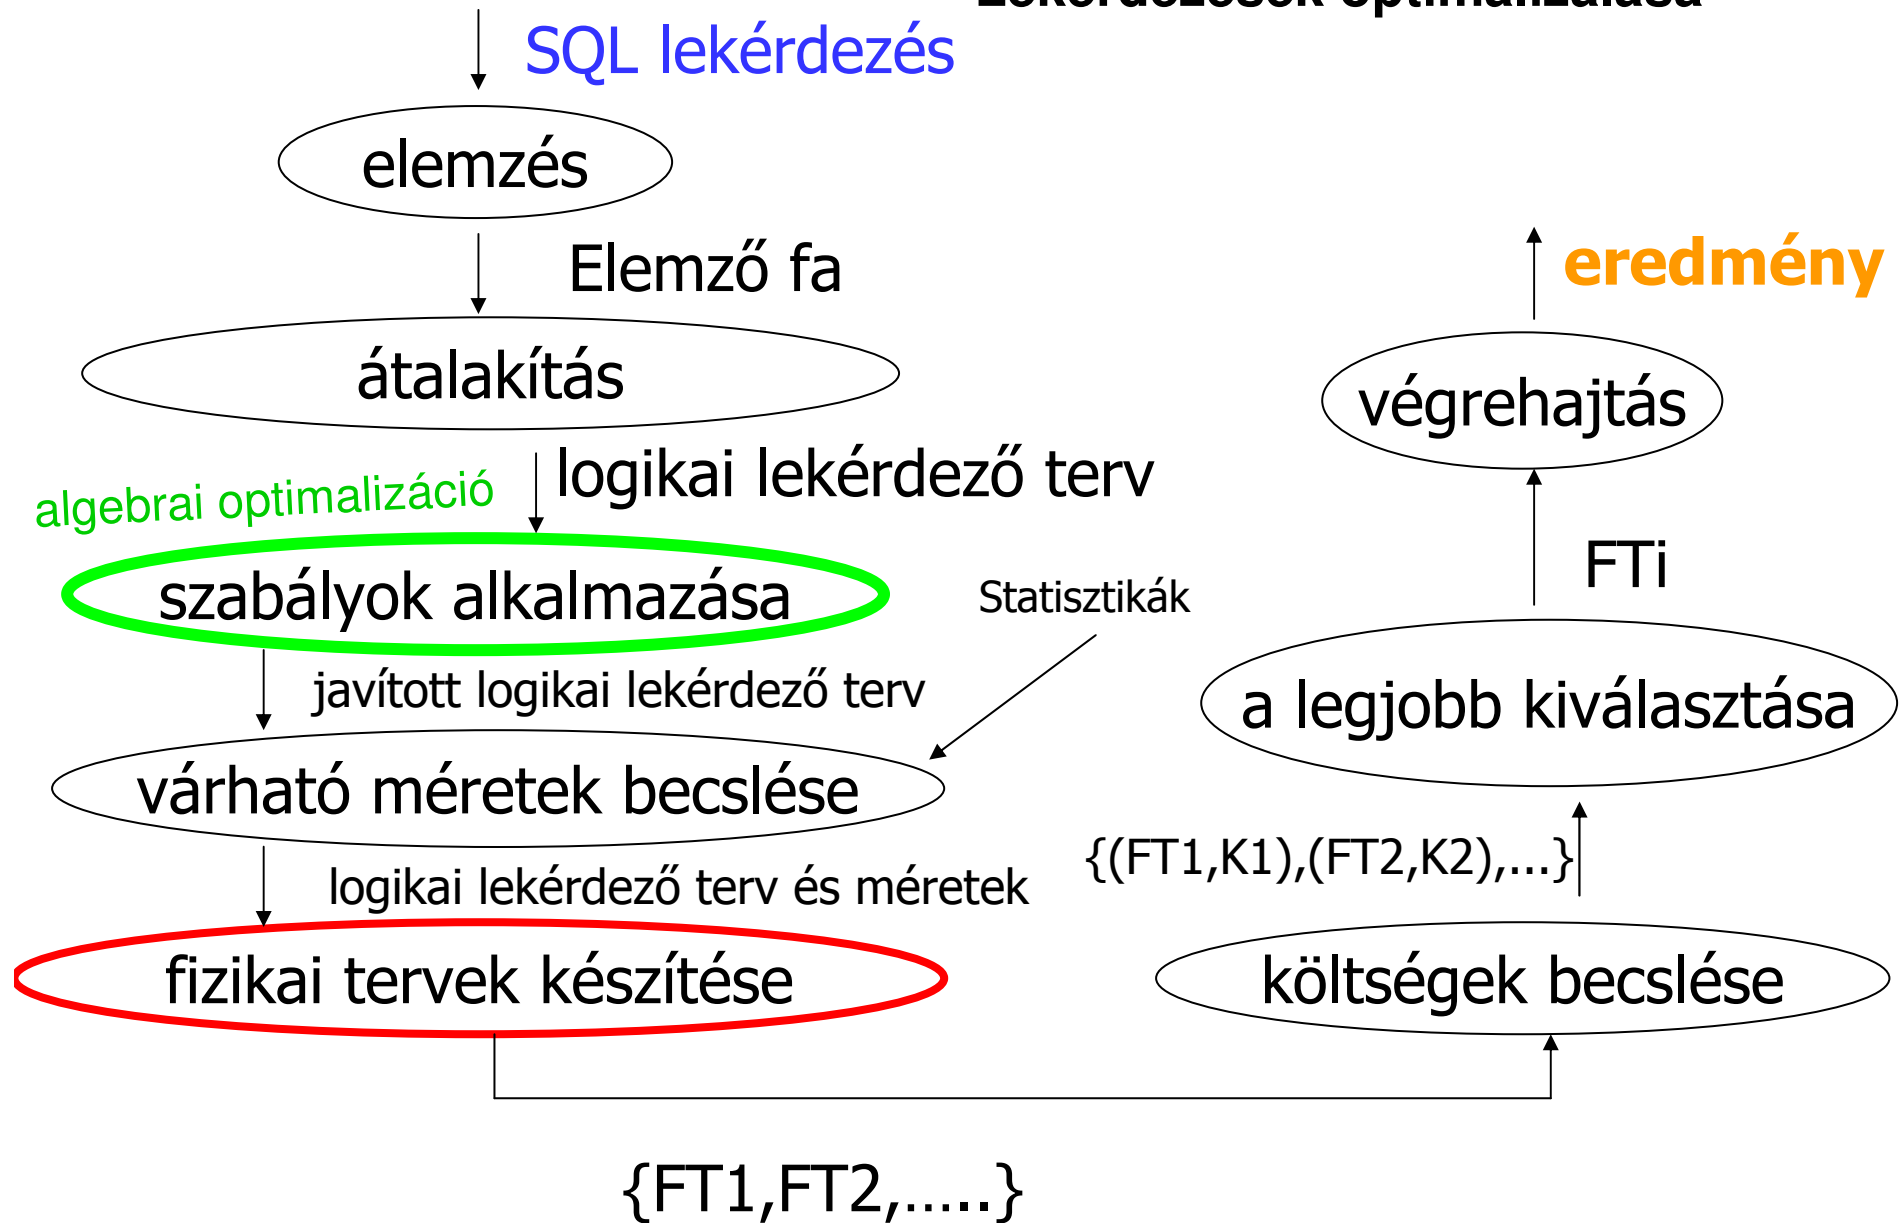 Lekérdezések optimalizálása
SQL lekérdezés
elemzés
Elemző fa
átalakítás
logikai lekérdező terv
algebrai optimalizáció
szabályok alkalmazása
Statisztikák
javított logikai lekérdező terv
várható méretek becslése
logikai lekérdező terv és méretek
fizikai tervek készítése
{FT1,FT2,…..}
költségek becslése
{(FT1,K1),(FT2,K2),...}
a legjobb kiválasztása
FTi
végrehajtás
eredmény